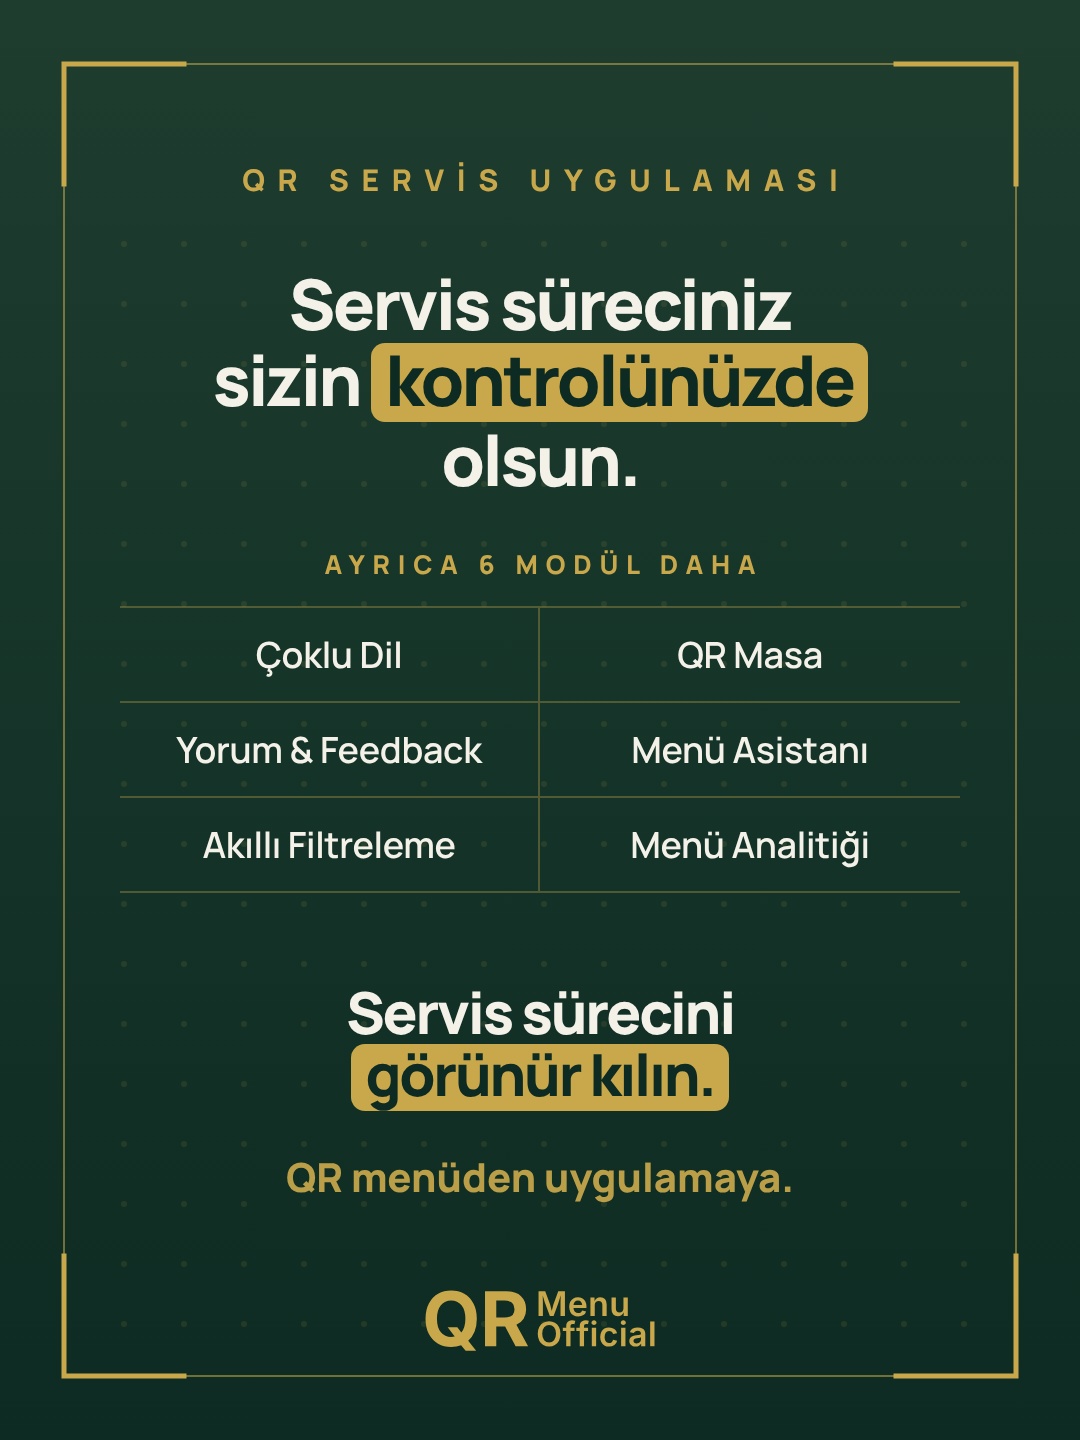 QR SERVİS UYGULAMASI
Servis süreciniz
sizin kontrolünüzde
olsun.
AYRICA 6 MODÜL DAHA
Çoklu Dil
QR Masa
Yorum & Feedback
Menü Asistanı
Akıllı Filtreleme
Menü Analitiği
Servis sürecini
görünür kılın.
QR menüden uygulamaya.
QR Menu
Official